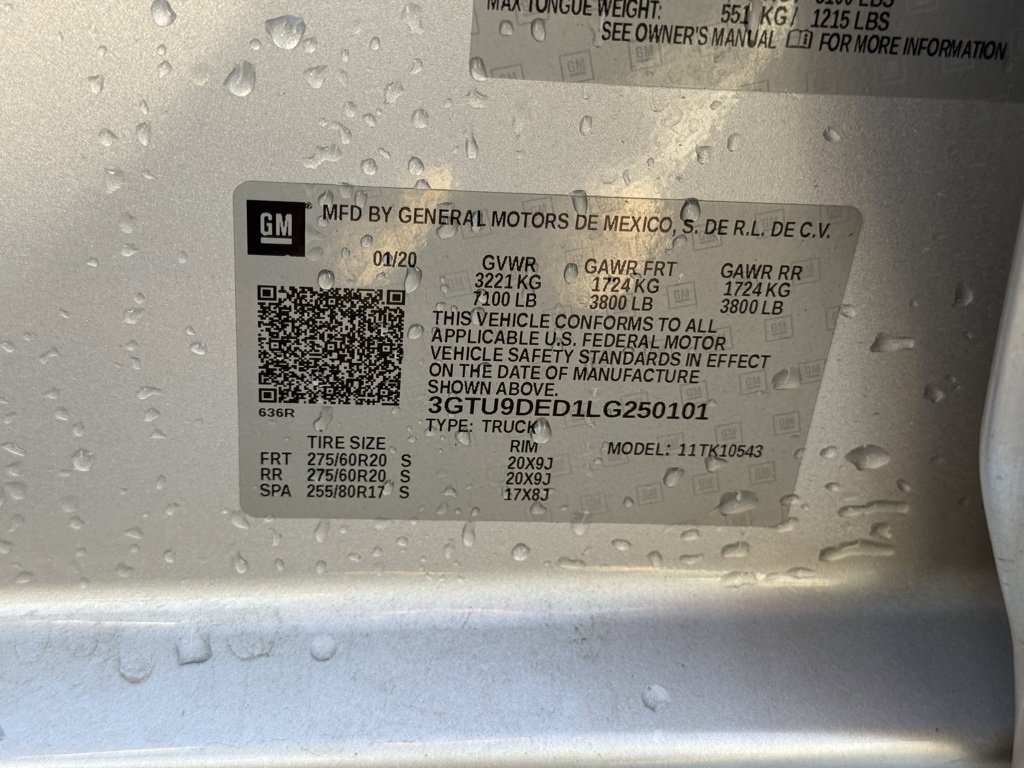 MAX TONGUE WEIGHT: 551 KG/ 1215 LBS
SEE OWNER'S MANUAL FOR MORE INFORMATION
GM
MFD BY GENERAL MOTORS DE MEXICO, S. DE R.L. DE C.V.
01/20
GVWR GAWR FRT GAWR RR
3221 KG 1724 KG 1724 KG
7100 LB 3800 LB 3800 LB
THIS VEHICLE CONFORMS TO ALL
APPLICABLE U.S. FEDERAL MOTOR
VEHICLE SAFETY STANDARDS IN EFFECT
ON THE DATE OF MANUFACTURE
SHOWN ABOVE.
636R
3GTU9DED1LG250101
TYPE: TRUCK
MODEL: 11TK10543
TIRE SIZE RIM
FRT 275/60R20 S 20X9J
RR 275/60R20 S 20X9J
SPA 255/80R17 S 17X8J